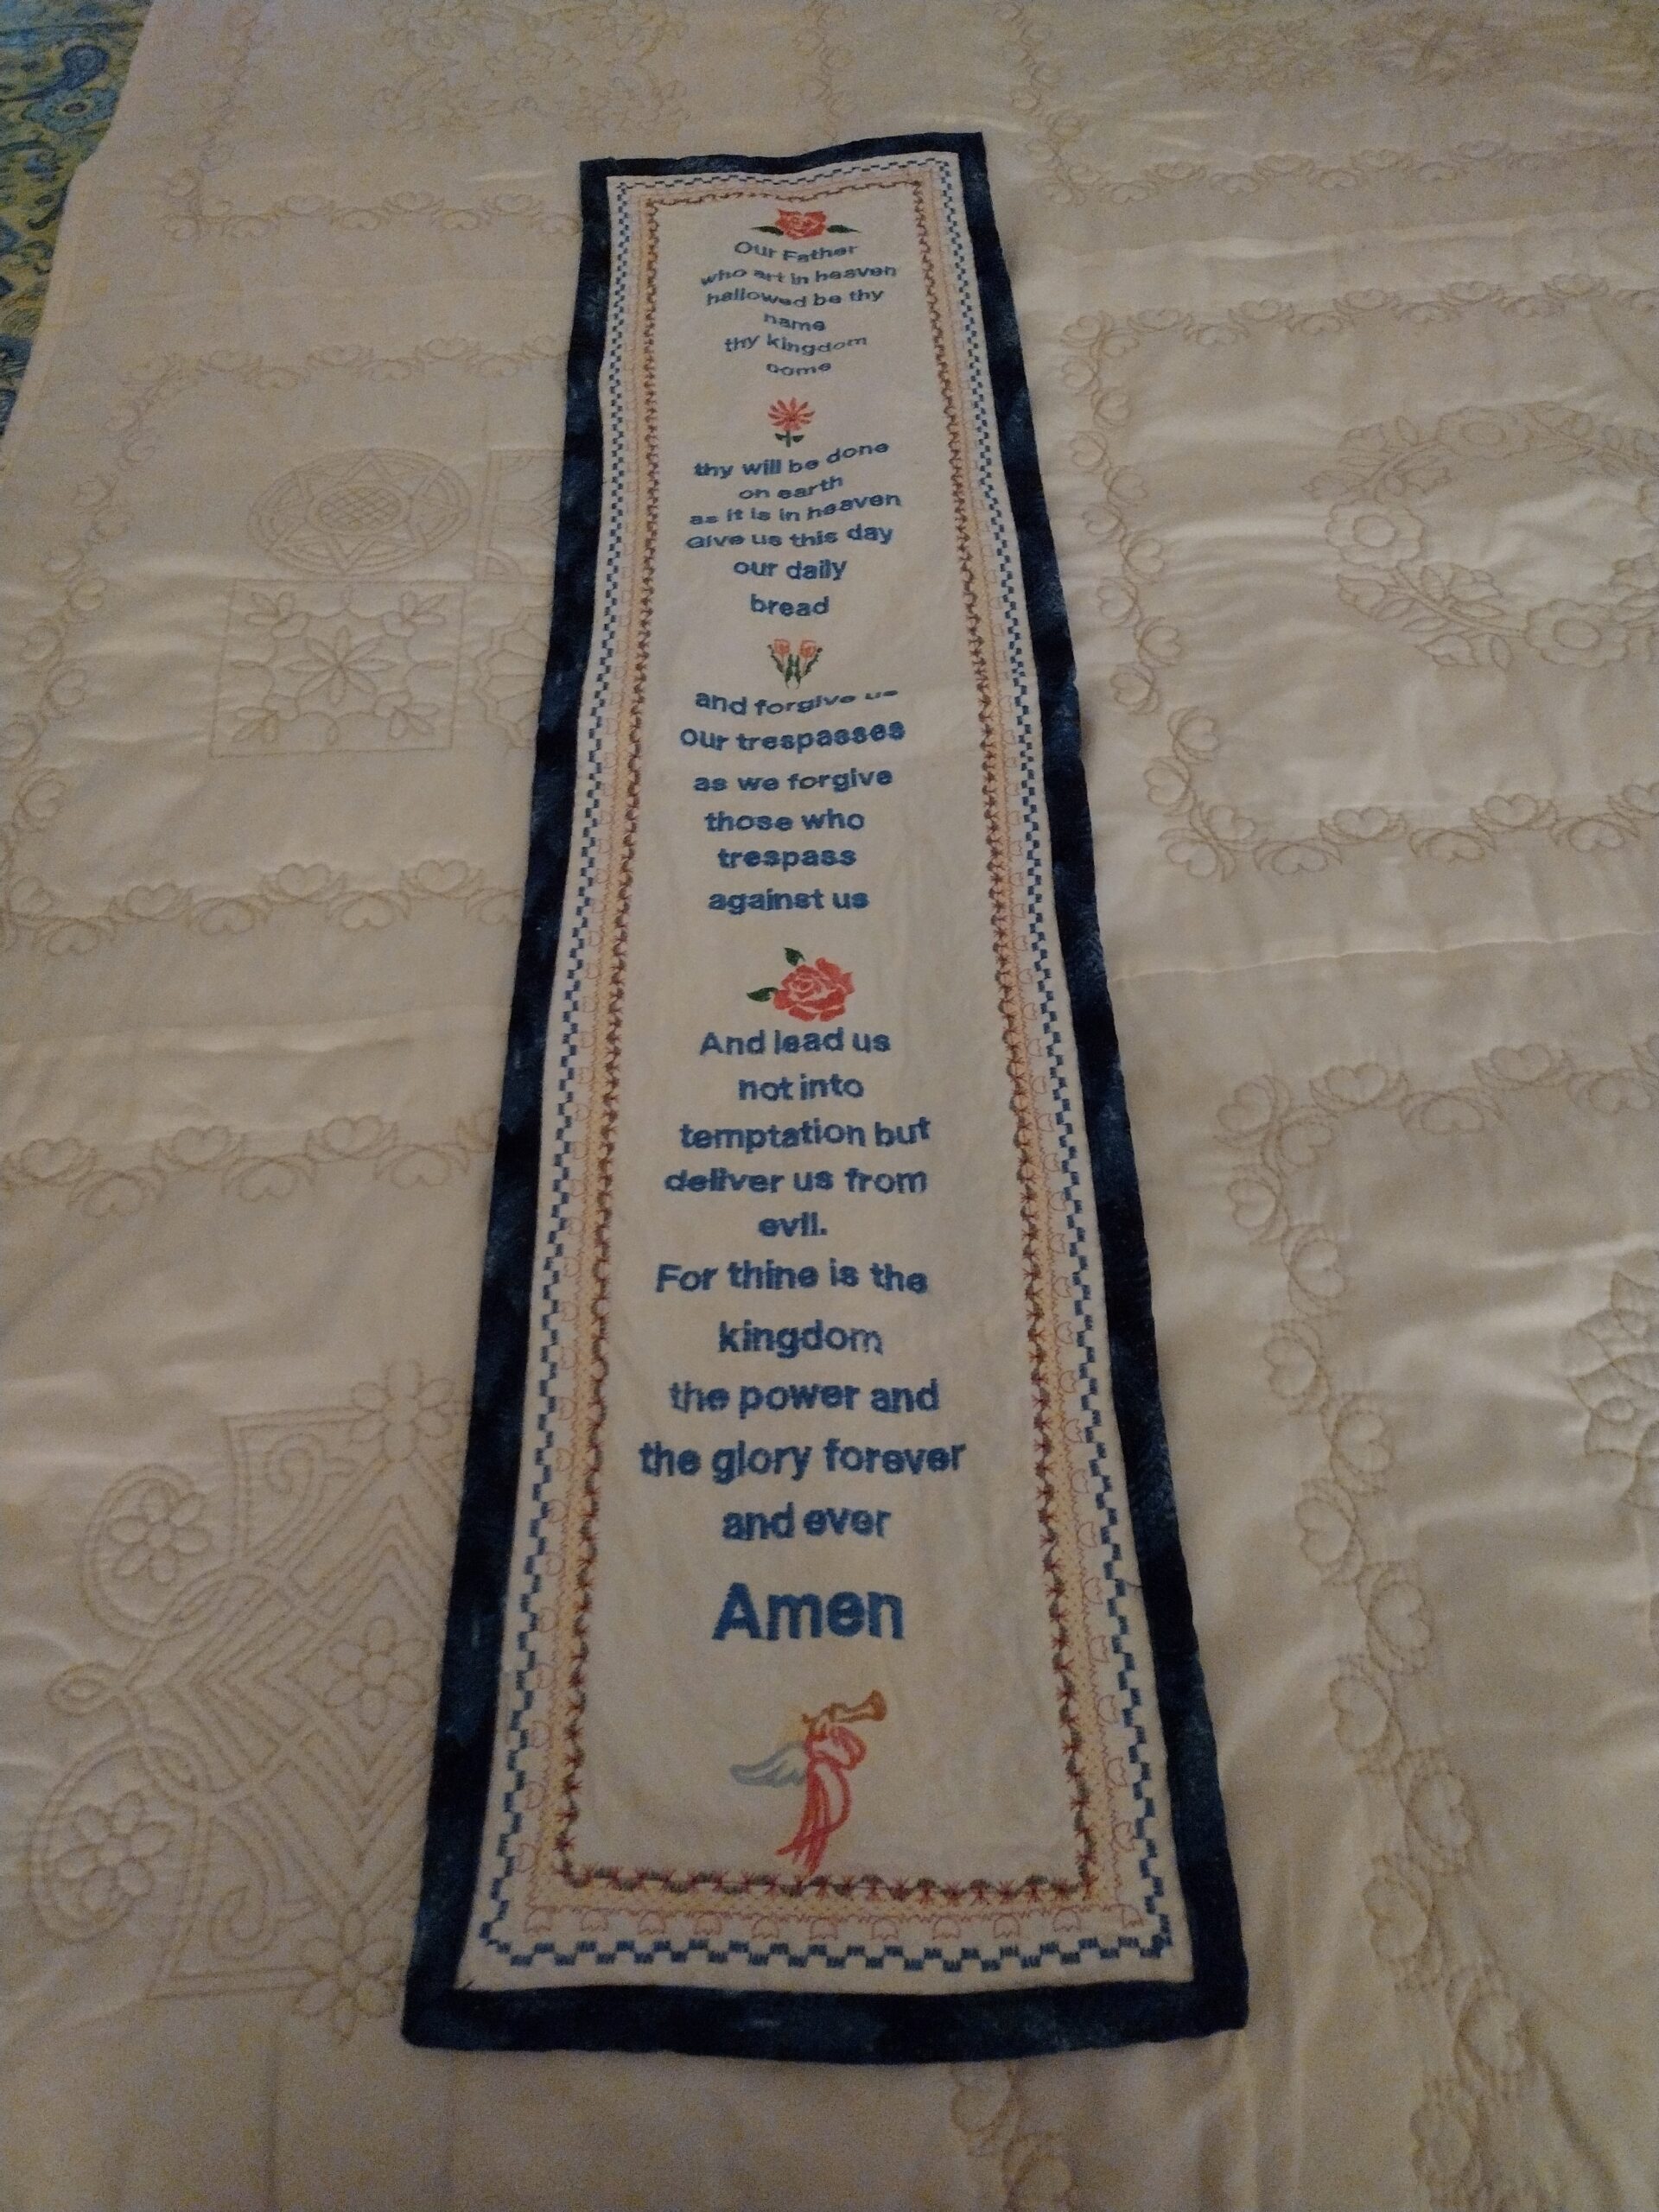 Our Father
who art in heaven
hallowed be thy
name
thy kingdom
come
thy will be done
on earth
as it is in heaven
Give us this day
our daily
bread
and forgive us
our trespasses
as we forgive
those who
trespass
against us
And lead us
not into
temptation but
deliver us from
evil.
For thine is the
kingdom
the power and
the glory forever
and ever
Amen